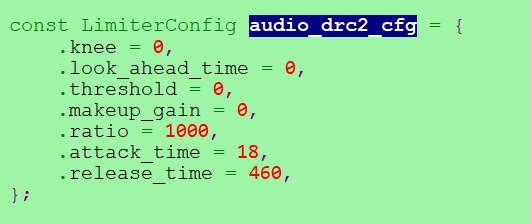 const LimiterConfig audio_drc2_cfg = {
    .knee = 0,
    .look_ahead_time = 0,
    .threshold = 0,
    .makeup_gain = 0,
    .ratio = 1000,
    .attack_time = 18,
    .release_time = 460,
};